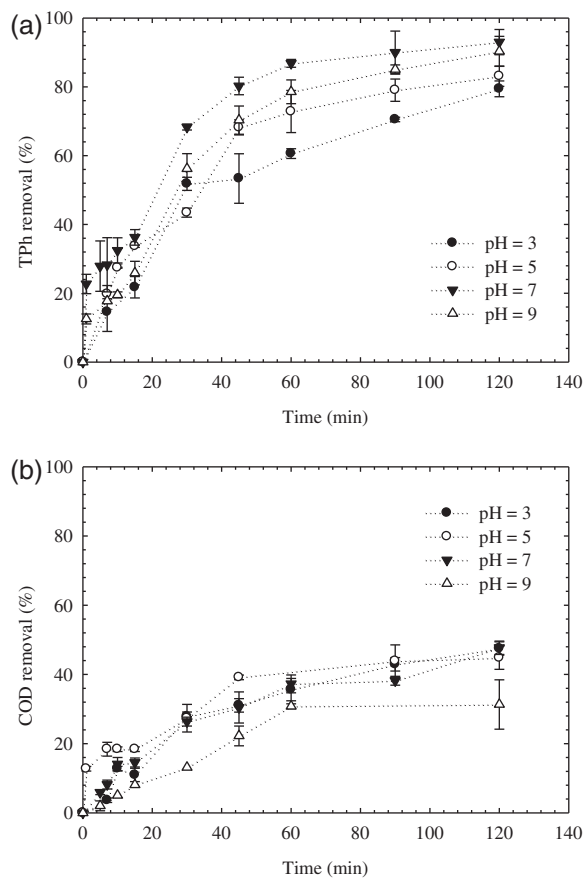 (a)
100
80
60
40
20
0
TPh removal (%)
pH = 3
pH = 5
pH = 7
pH = 9
0 20 40 60 80 100 120 140
Time (min)
(b)
100
80
60
40
20
0
COD removal (%)
pH = 3
pH = 5
pH = 7
pH = 9
0 20 40 60 80 100 120 140
Time (min)